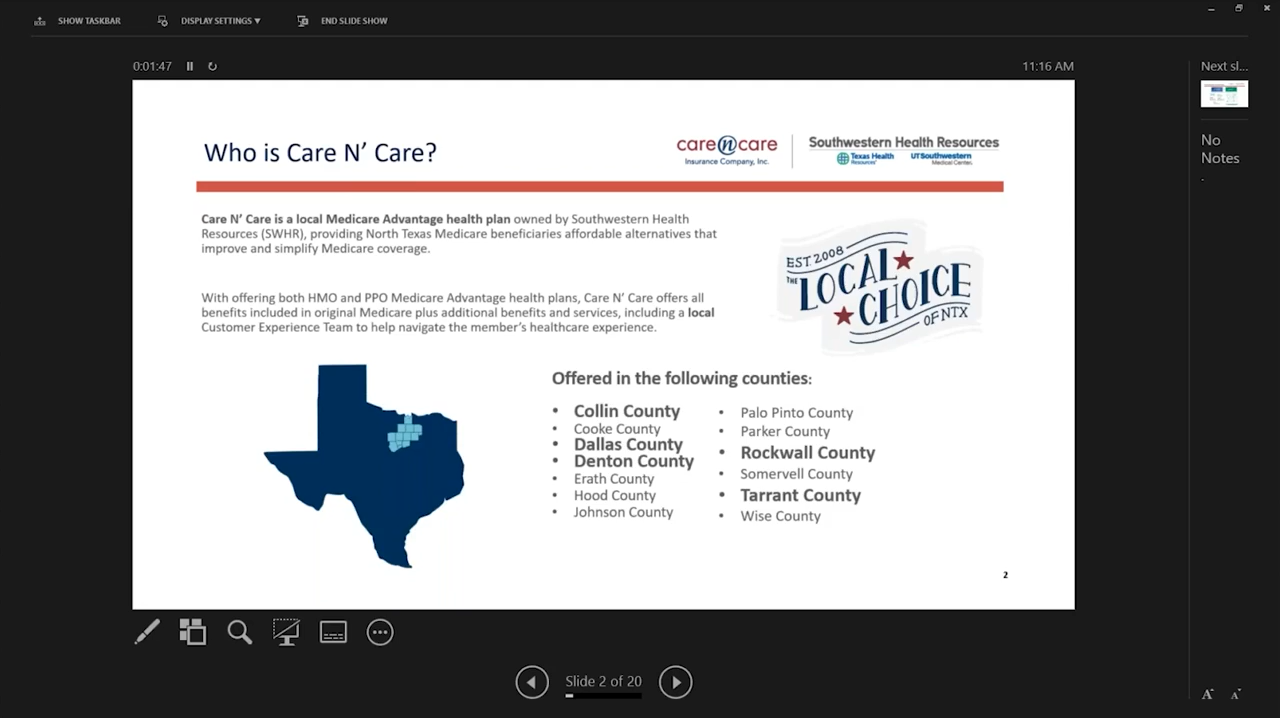 SHOW TASKBAR
DISPLAY SETTINGS ▼
END SLIDE SHOW
0:01:47
11:16 AM
Next sl...
No
Notes
Who is Care N’ Care?
care n care
Insurance Company, Inc.
Southwestern Health Resources
Texas Health
Resources
UTSouthwestern
Medical Center
Care N’ Care is a local Medicare Advantage health plan owned by Southwestern Health
Resources (SWHR), providing North Texas Medicare beneficiaries affordable alternatives that
improve and simplify Medicare coverage.
With offering both HMO and PPO Medicare Advantage health plans, Care N’ Care offers all
benefits included in original Medicare plus additional benefits and services, including a local
Customer Experience Team to help navigate the member’s healthcare experience.
EST. 2008
THE LOCAL
CHOICE
OF NTX
Offered in the following counties:
• Collin County
• Cooke County
• Dallas County
• Denton County
• Erath County
• Hood County
• Johnson County
• Palo Pinto County
• Parker County
• Rockwall County
• Somervell County
• Tarrant County
• Wise County
2
Slide 2 of 20
A A